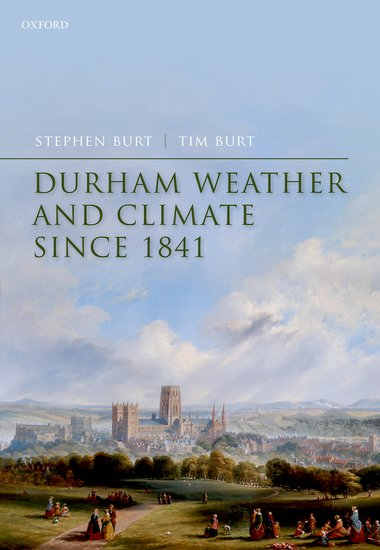 OXFORD
STEPHEN BURT | TIM BURT
DURHAM WEATHER
AND CLIMATE
SINCE 1841